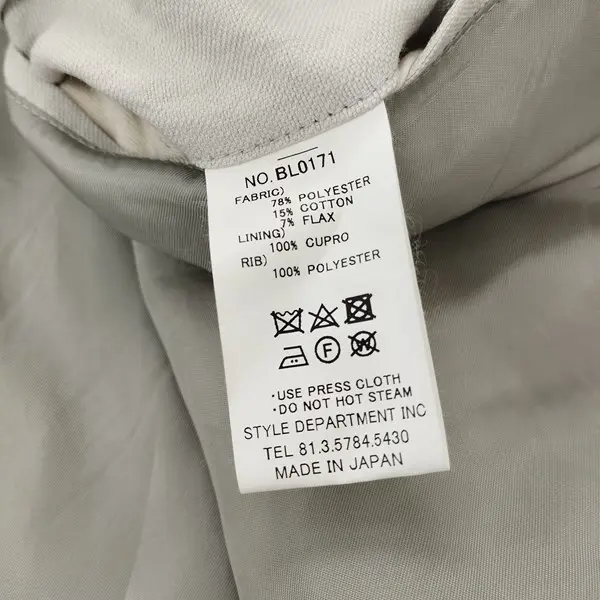 NO.BL0171
FABRIC)
78% POLYESTER
15% COTTON
7% FLAX
LINING)
100% CUPRO
RIB)
100% POLYESTER
F W
・USE PRESS CLOTH
・DO NOT HOT STEAM
STYLE DEPARTMENT INC
TEL 81.3.5784.5430
MADE IN JAPAN